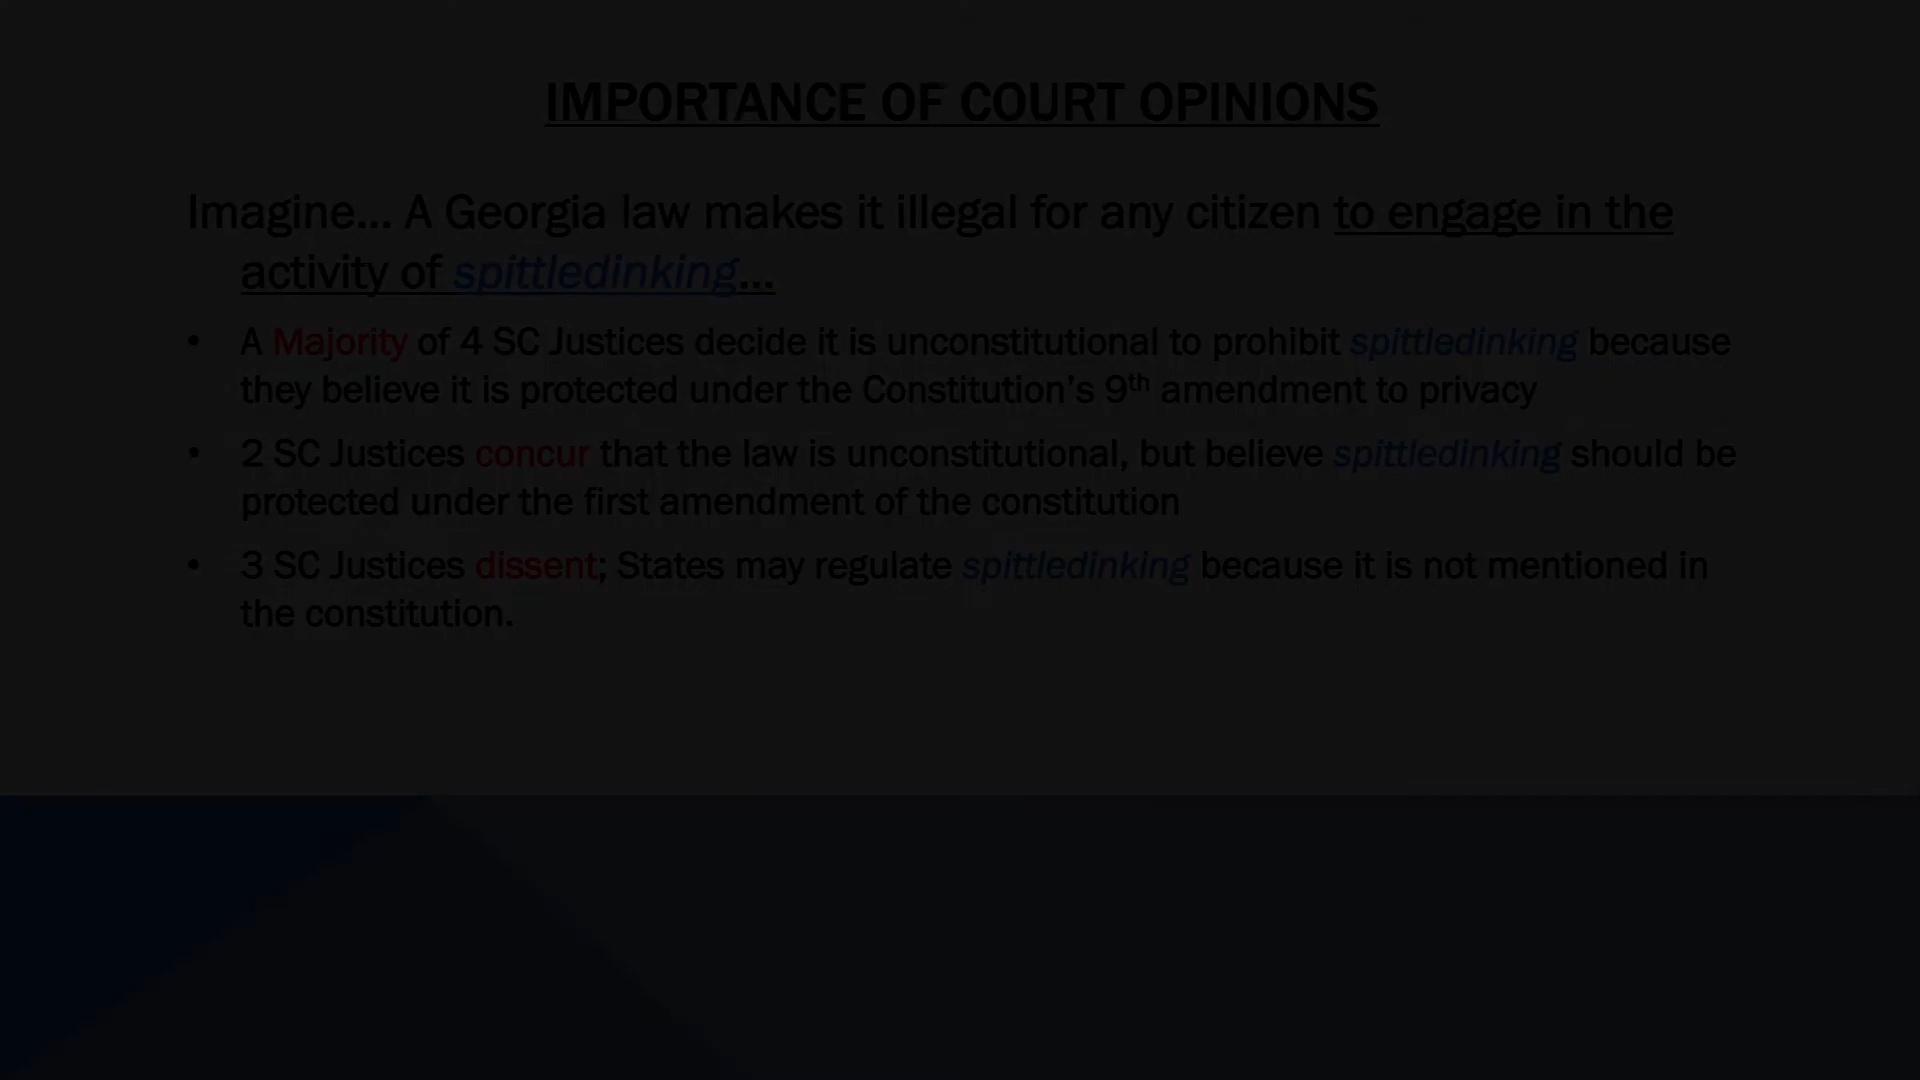 IMPORTANCE OF COURT OPINIONS
Imagine... A Georgia law makes it illegal for any citizen to engage in the
activity of spittledinking...
• A Majority of 4 SC Justices decide it is unconstitutional to prohibit spittledinking because
they believe it is protected under the Constitution’s 9th amendment to privacy
• 2 SC Justices concur that the law is unconstitutional, but believe spittledinking should be
protected under the first amendment of the constitution
• 3 SC Justices dissent; States may regulate spittledinking because it is not mentioned in
the constitution.